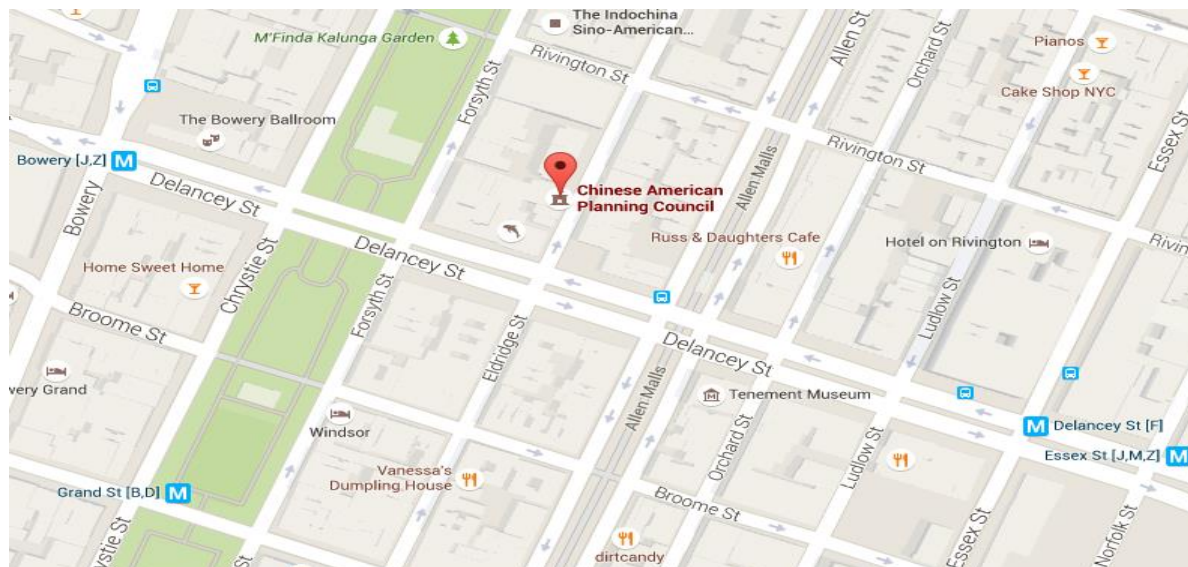 The Indochina
Sino-American...
M'Finda Kalunga Garden
Rivington St
Allen St
Orchard St
Pianos
Cake Shop NYC
Essex St
The Bowery Ballroom
Forsyth St
Bowery [J,Z]
M
Delancey St
Chinese American
Planning Council
Allen Malls
Rivington St
Bowery
Russ & Daughters Cafe
Hotel on Rivington
Rivin
Delancey St
Home Sweet Home
Chrystie St
Forsyth St
Ludlow St
Broome St
Eldridge St
Delancey St
wery Grand
Allen Malls
Tenement Museum
Windsor
M
Delancey St [F]
Orchard St
Ludlow St
Essex St [J,M,Z]
M
Vanessa's
Dumpling House
Grand St [B,D]
M
Broome St
Essex St
Norfolk St
ystie St
dirtcandy